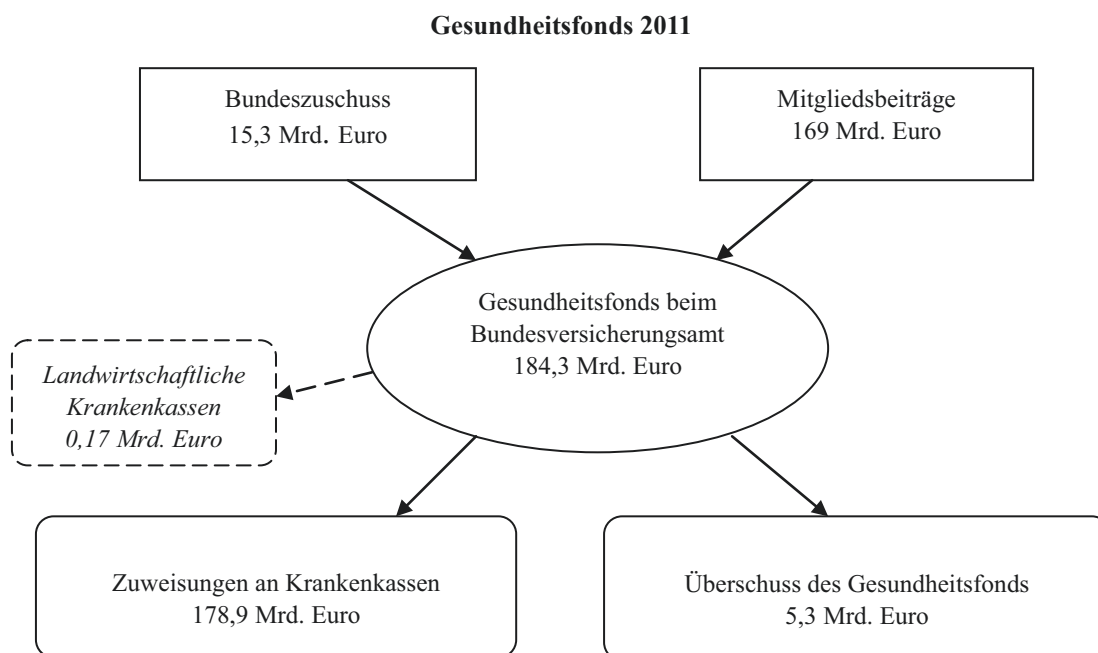 Gesundheitsfonds 2011
Bundeszuschuss
15,3 Mrd. Euro
Mitgliedsbeiträge
169 Mrd. Euro
Gesundheitsfonds beim
Bundesversicherungsamt
184,3 Mrd. Euro
Landwirtschaftliche
Krankenkassen
0,17 Mrd. Euro
Zuweisungen an Krankenkassen
178,9 Mrd. Euro
Überschuss des Gesundheitsfonds
5,3 Mrd. Euro